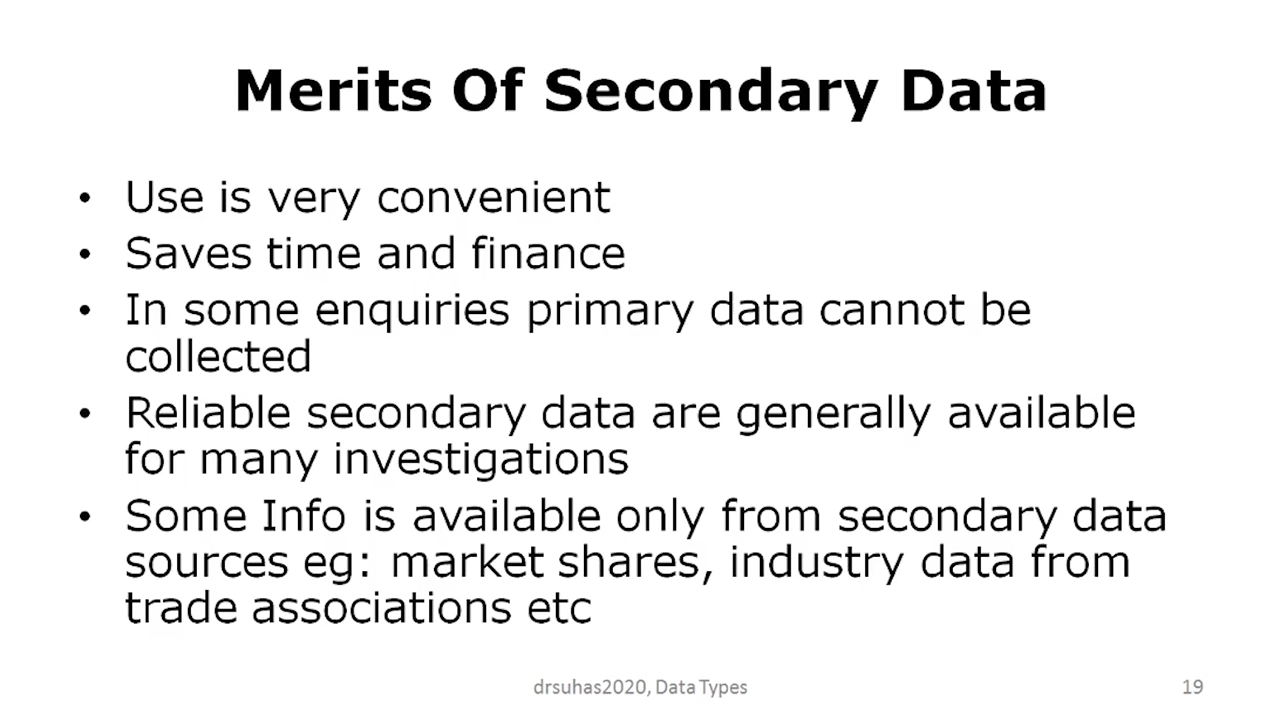 Merits Of Secondary Data
• Use is very convenient
• Saves time and finance
• In some enquiries primary data cannot be
collected
• Reliable secondary data are generally available
for many investigations
• Some Info is available only from secondary data
sources eg: market shares, industry data from
trade associations etc
drsuhas2020, Data Types
19